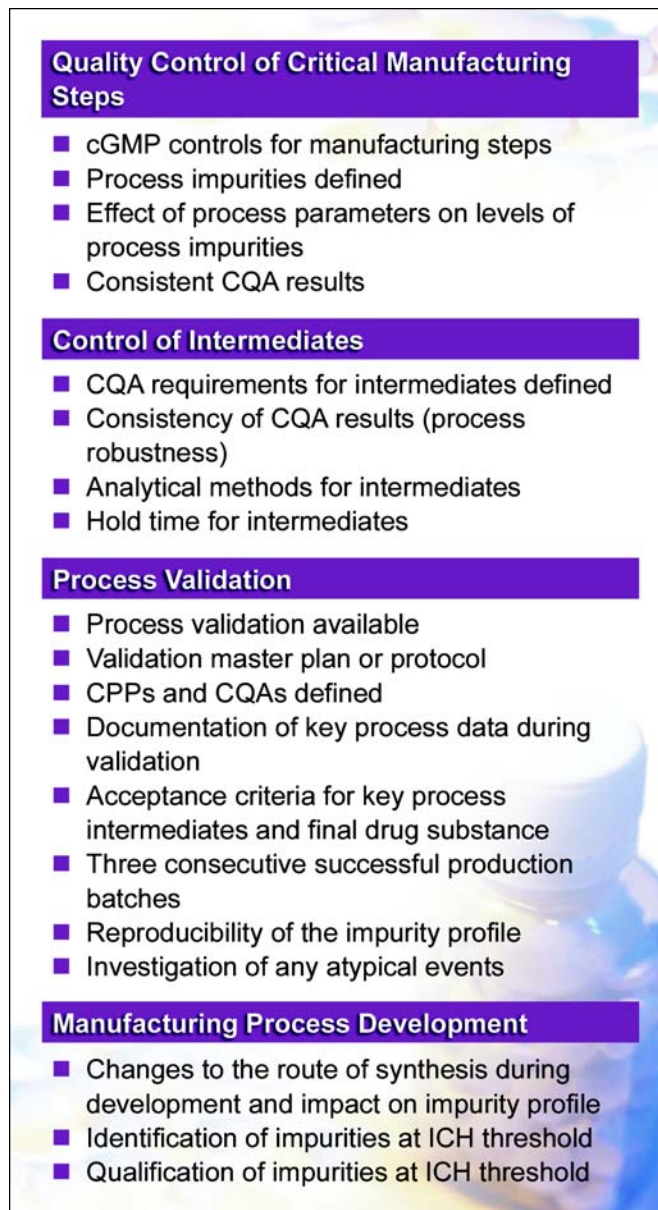 Quality Control of Critical Manufacturing
Steps
■ cGMP controls for manufacturing steps
■ Process impurities defined
■ Effect of process parameters on levels of
process impurities
■ Consistent CQA results
Control of Intermediates
■ CQA requirements for intermediates defined
■ Consistency of CQA results (process
robustness)
■ Analytical methods for intermediates
■ Hold time for intermediates
Process Validation
■ Process validation available
■ Validation master plan or protocol
■ CPPs and CQAs defined
■ Documentation of key process data during
validation
■ Acceptance criteria for key process
intermediates and final drug substance
■ Three consecutive successful production
batches
■ Reproducibility of the impurity profile
■ Investigation of any atypical events
Manufacturing Process Development
■ Changes to the route of synthesis during
development and impact on impurity profile
■ Identification of impurities at ICH threshold
■ Qualification of impurities at ICH threshold